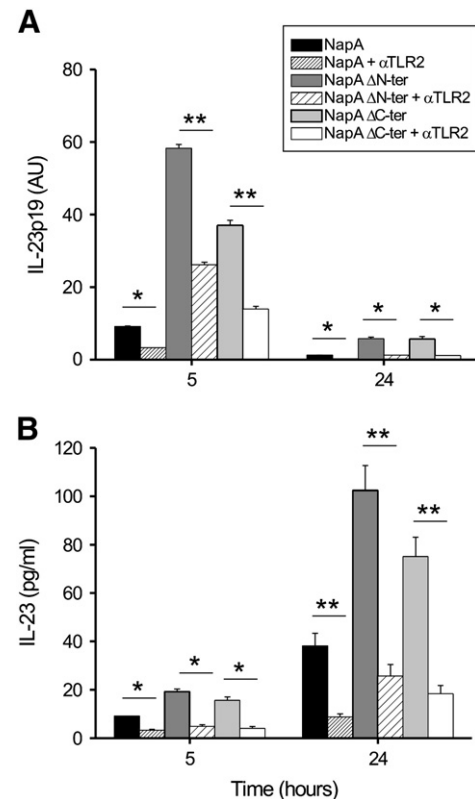 A
NapA
NapA + αTLR2
NapA ΔN-ter
NapA ΔN-ter + αTLR2
NapA ΔC-ter
NapA ΔC-ter + αTLR2
IL-23p19 (AU)
80
60
40
20
0
*
**
**
*
*
*
5
24
B
IL-23 (pg/ml)
120
100
80
60
40
20
0
*
*
*
**
**
**
5
24
Time (hours)